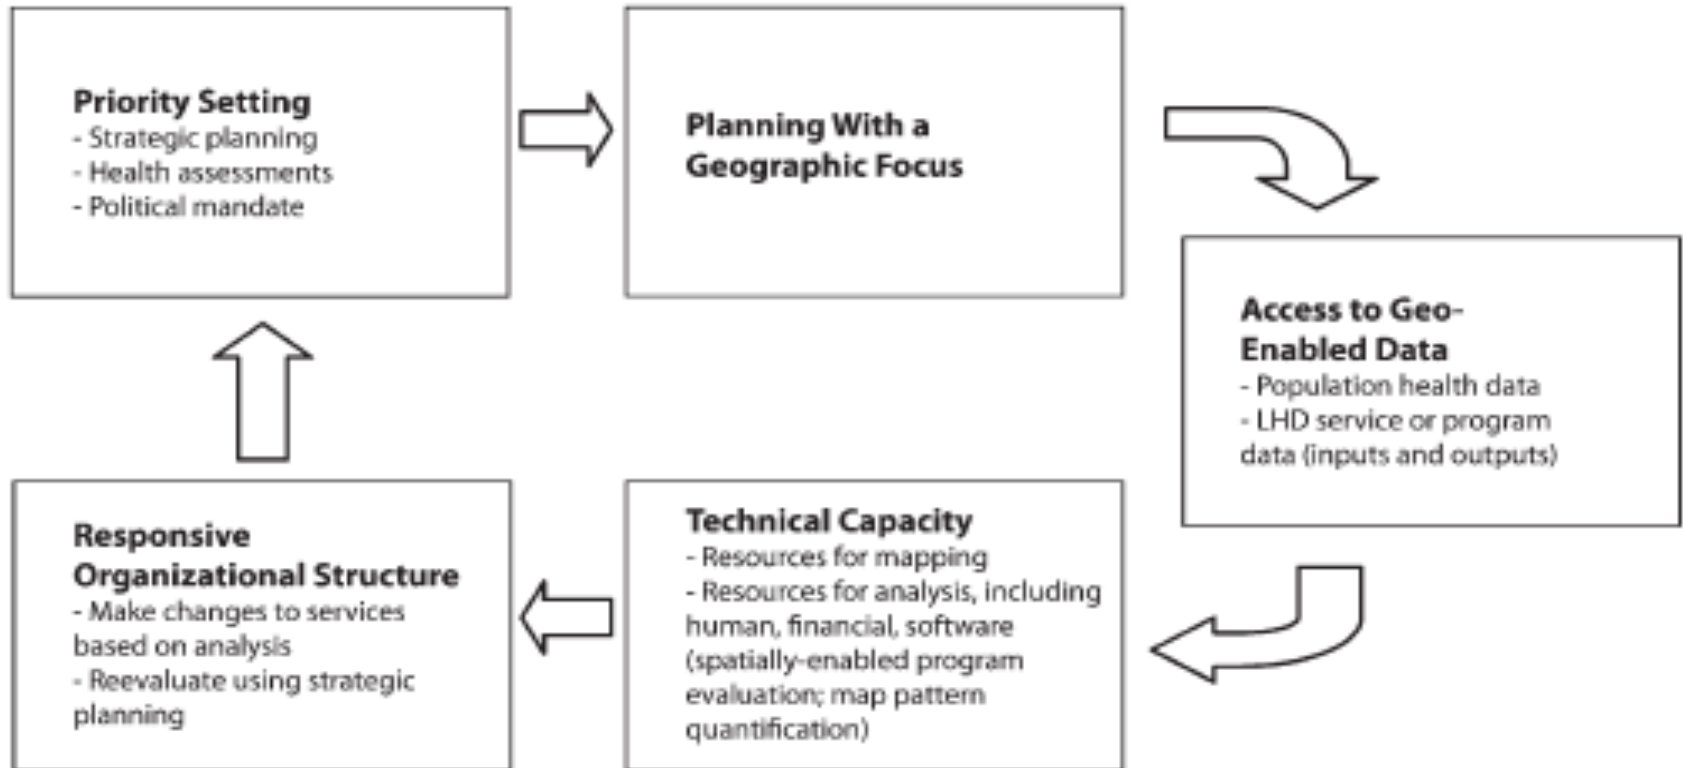 Priority Setting
- Strategic planning
- Health assessments
- Political mandate
Planning With a
Geographic Focus
Access to Geo-
Enabled Data
- Population health data
- LHD service or program
data (inputs and outputs)
Technical Capacity
- Resources for mapping
- Resources for analysis, including
human, financial, software
(spatially-enabled program
evaluation; map pattern
quantification)
Responsive
Organizational Structure
- Make changes to services
based on analysis
- Reevaluate using strategic
planning